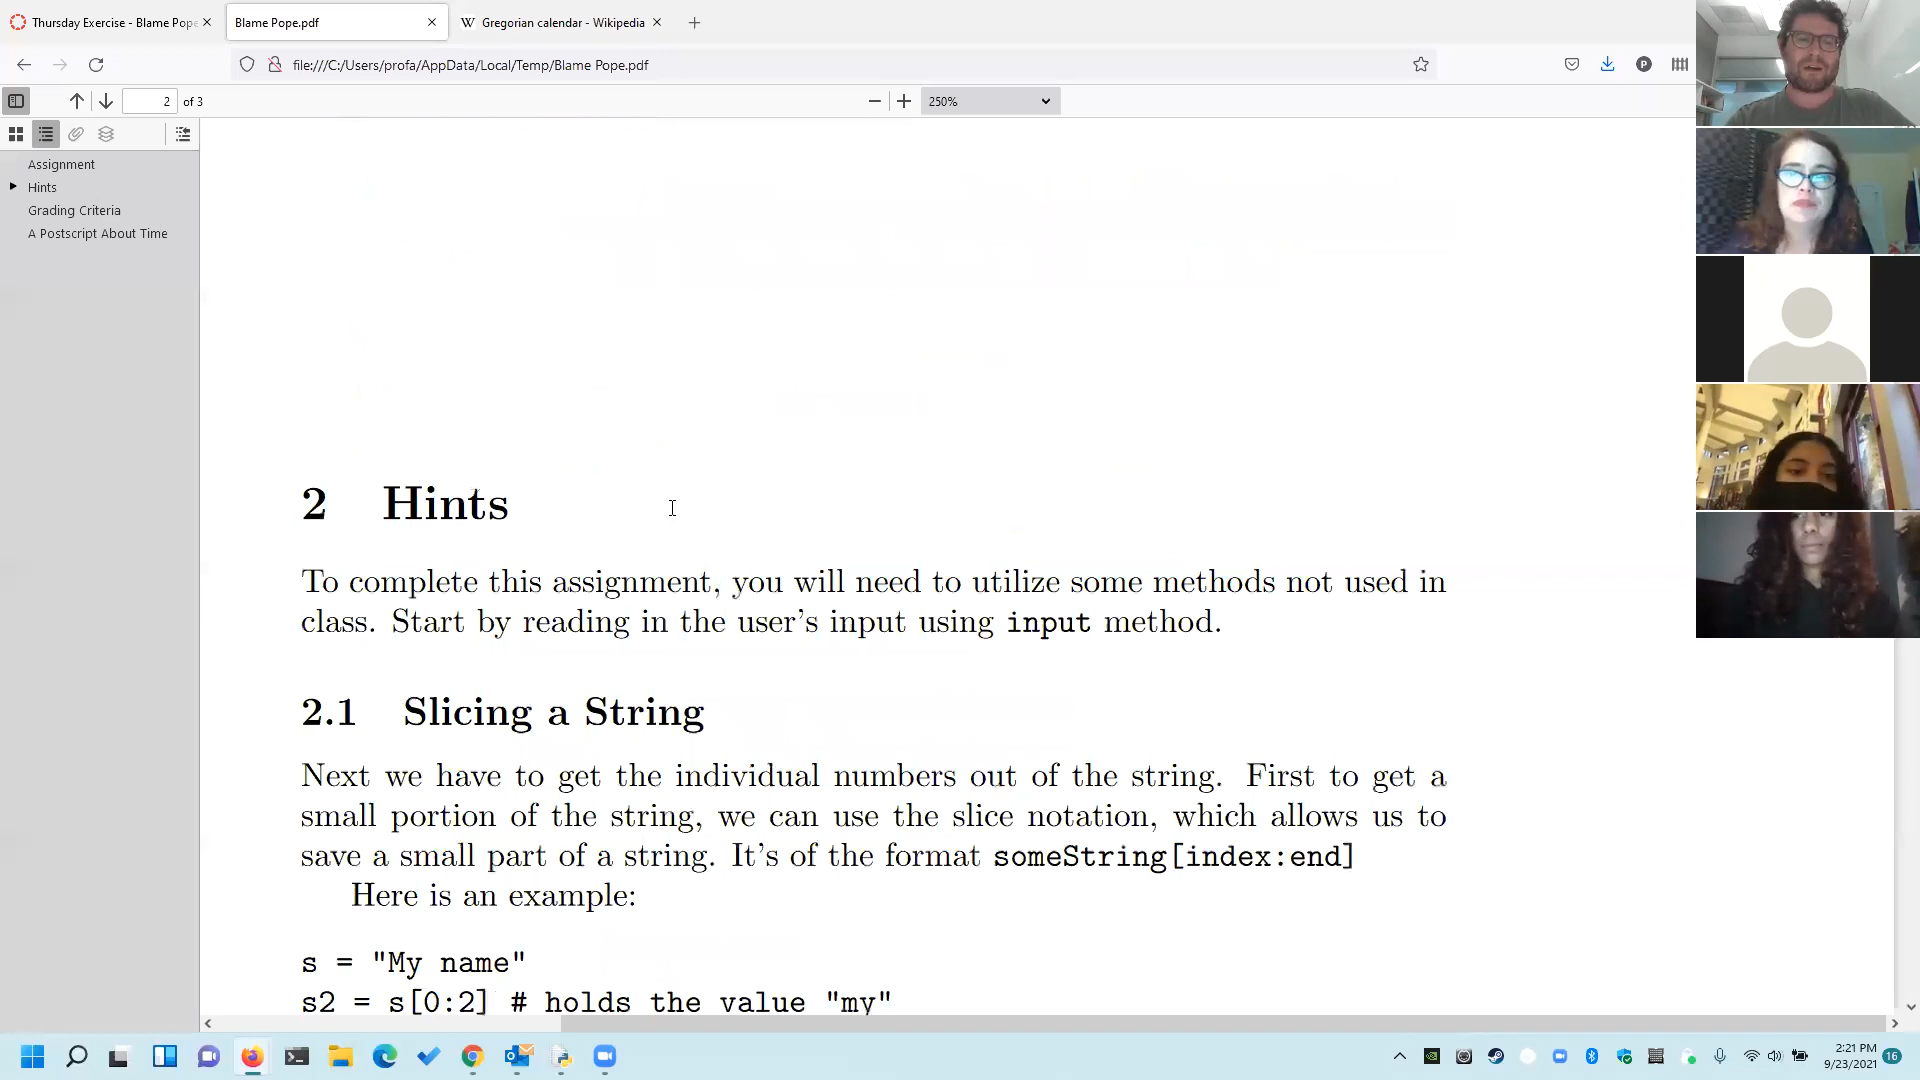 Thursday Exercise - Blame Pope
Blame Pope.pdf
W Gregorian calendar - Wikipedia
file:///C:/Users/profa/AppData/Local/Temp/Blame Pope.pdf
P
2 of 3
250%
Assignment
Hints
Grading Criteria
A Postscript About Time
2 Hints
To complete this assignment, you will need to utilize some methods not used in
class. Start by reading in the user's input using input method.
2.1 Slicing a String
Next we have to get the individual numbers out of the string. First to get a
small portion of the string, we can use the slice notation, which allows us to
save a small part of a string. It's of the format someString[index:end]
Here is an example:
s = "My name"
s2 = s[0:2] # holds the value "my"
2:21 PM
9/23/2021
16